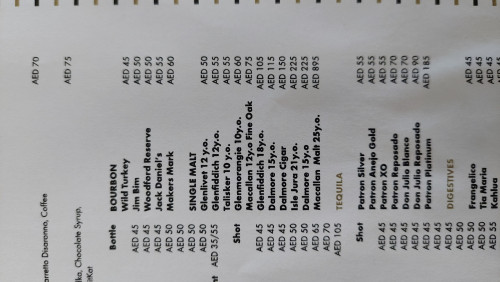 AED 70
AED 75
arretto Disaronno, Coffee
lka, Chocolate Syrup,
BOURBON
Wild Turkey AED 45
Jim Bim AED 50
Woodford Reserve AED 50
Jack Daniel's AED 55
Makers Mark AED 60
SINGLE MALT
Glenlivet 12 y.o. AED 50
Glenfiddich 12y.o. AED 55
Talisker 10 y.o. AED 55
Glenmorangie 10y.o. AED 60
Macallan 12y.o Fine Oak AED 75
Glenfiddich 18y.o. AED 105
Dalmore 15y.o. AED 115
Dalmore Cigar AED 150
Isle Jura 21y.o. AED 225
Dalmore 15y.o AED 225
Macallan Malt 25y.o. AED 895
TEQUILA
Patron Silver AED 55
Patron Anejo Gold AED 55
Patron XO AED 55
Patron Reposado AED 70
Don Julio Blanco AED 70
Don Julio Reposado AED 90
Patron Platinum AED 185
DIGESTIVES
Frangelico AED 45
Tia Maria AED 45
Kahlua AED 45
Bottle
AED 45
AED 45
AED 45
AED 50
AED 50
AED 50
AED 50
AED 35/55
Shot
AED 45
AED 45
AED 45
AED 50
AED 50
AED 65
AED 70
AED 105
Shot
AED 45
AED 45
AED 45
AED 45
AED 45
AED 45
AED 45
AED 50
AED 50
AED 50
AED 55